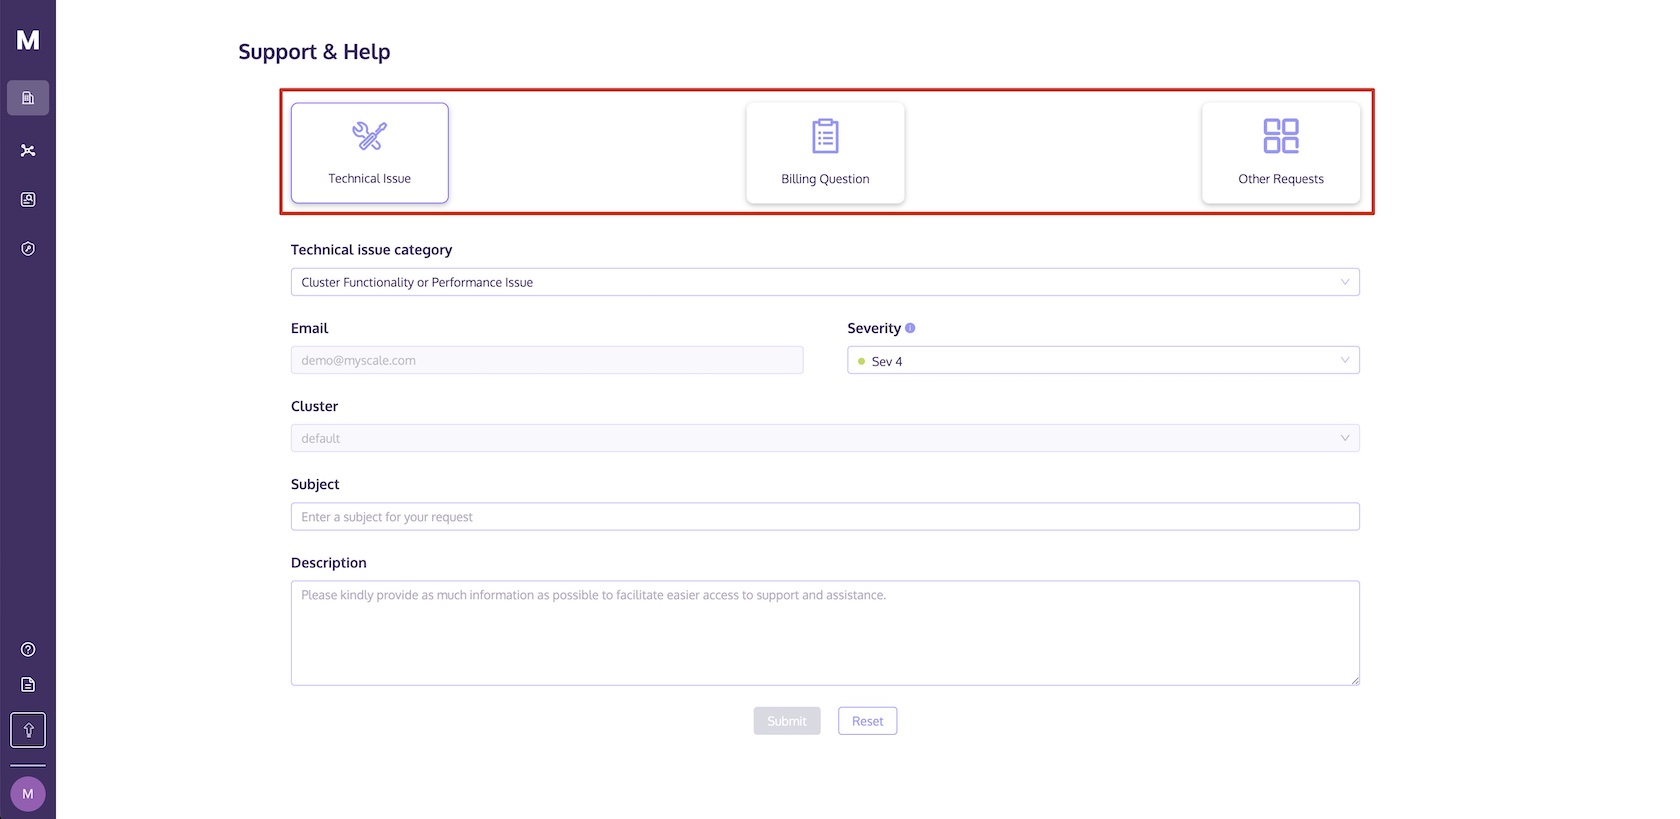 M
Support & Help
Technical Issue
Billing Question
Other Requests
Technical issue category
Cluster Functionality or Performance Issue
Email
Severity
demo@myscale.com
Sev 4
Cluster
default
Subject
Enter a subject for your request
Description
Please kindly provide as much information as possible to facilitate easier access to support and assistance.
Submit
Reset
M